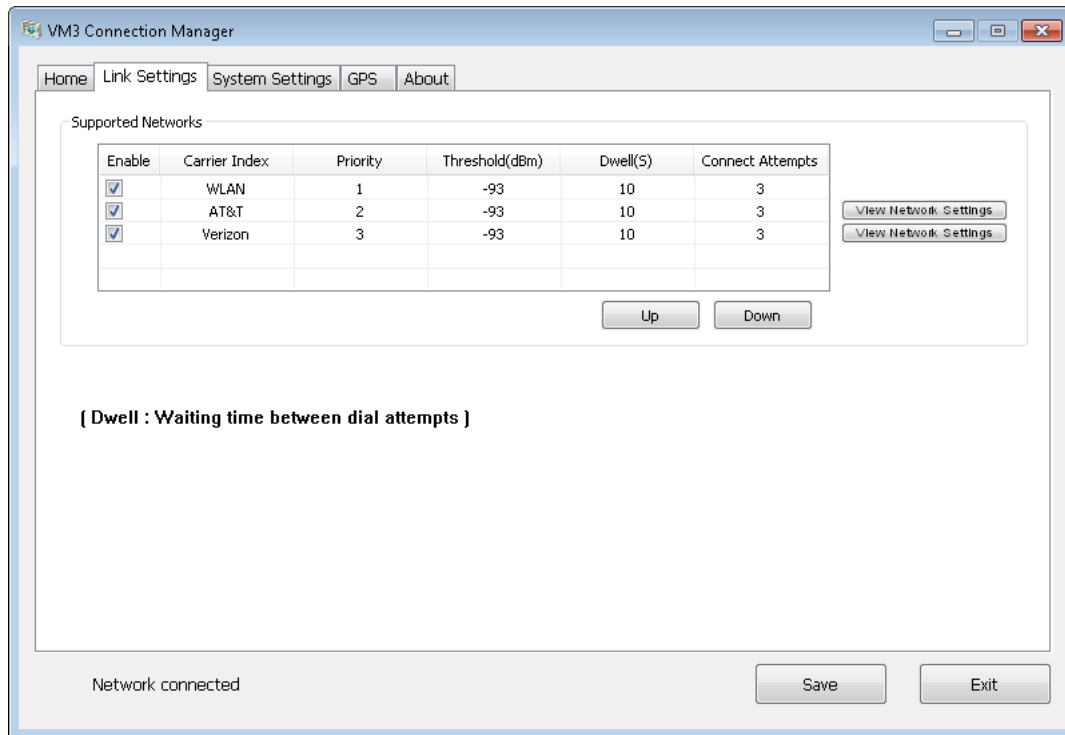 VM3 Connection Manager
Home Link Settings System Settings GPS About
Supported Networks
Enable Carrier Index Priority Threshold(dBm) Dwell(S) Connect Attempts
WLAN 1 -93 10 3
AT&T 2 -93 10 3 View Network Settings
Verizon 3 -93 10 3 View Network Settings
Up Down
( Dwell : Waiting time between dial attempts )
Network connected Save Exit